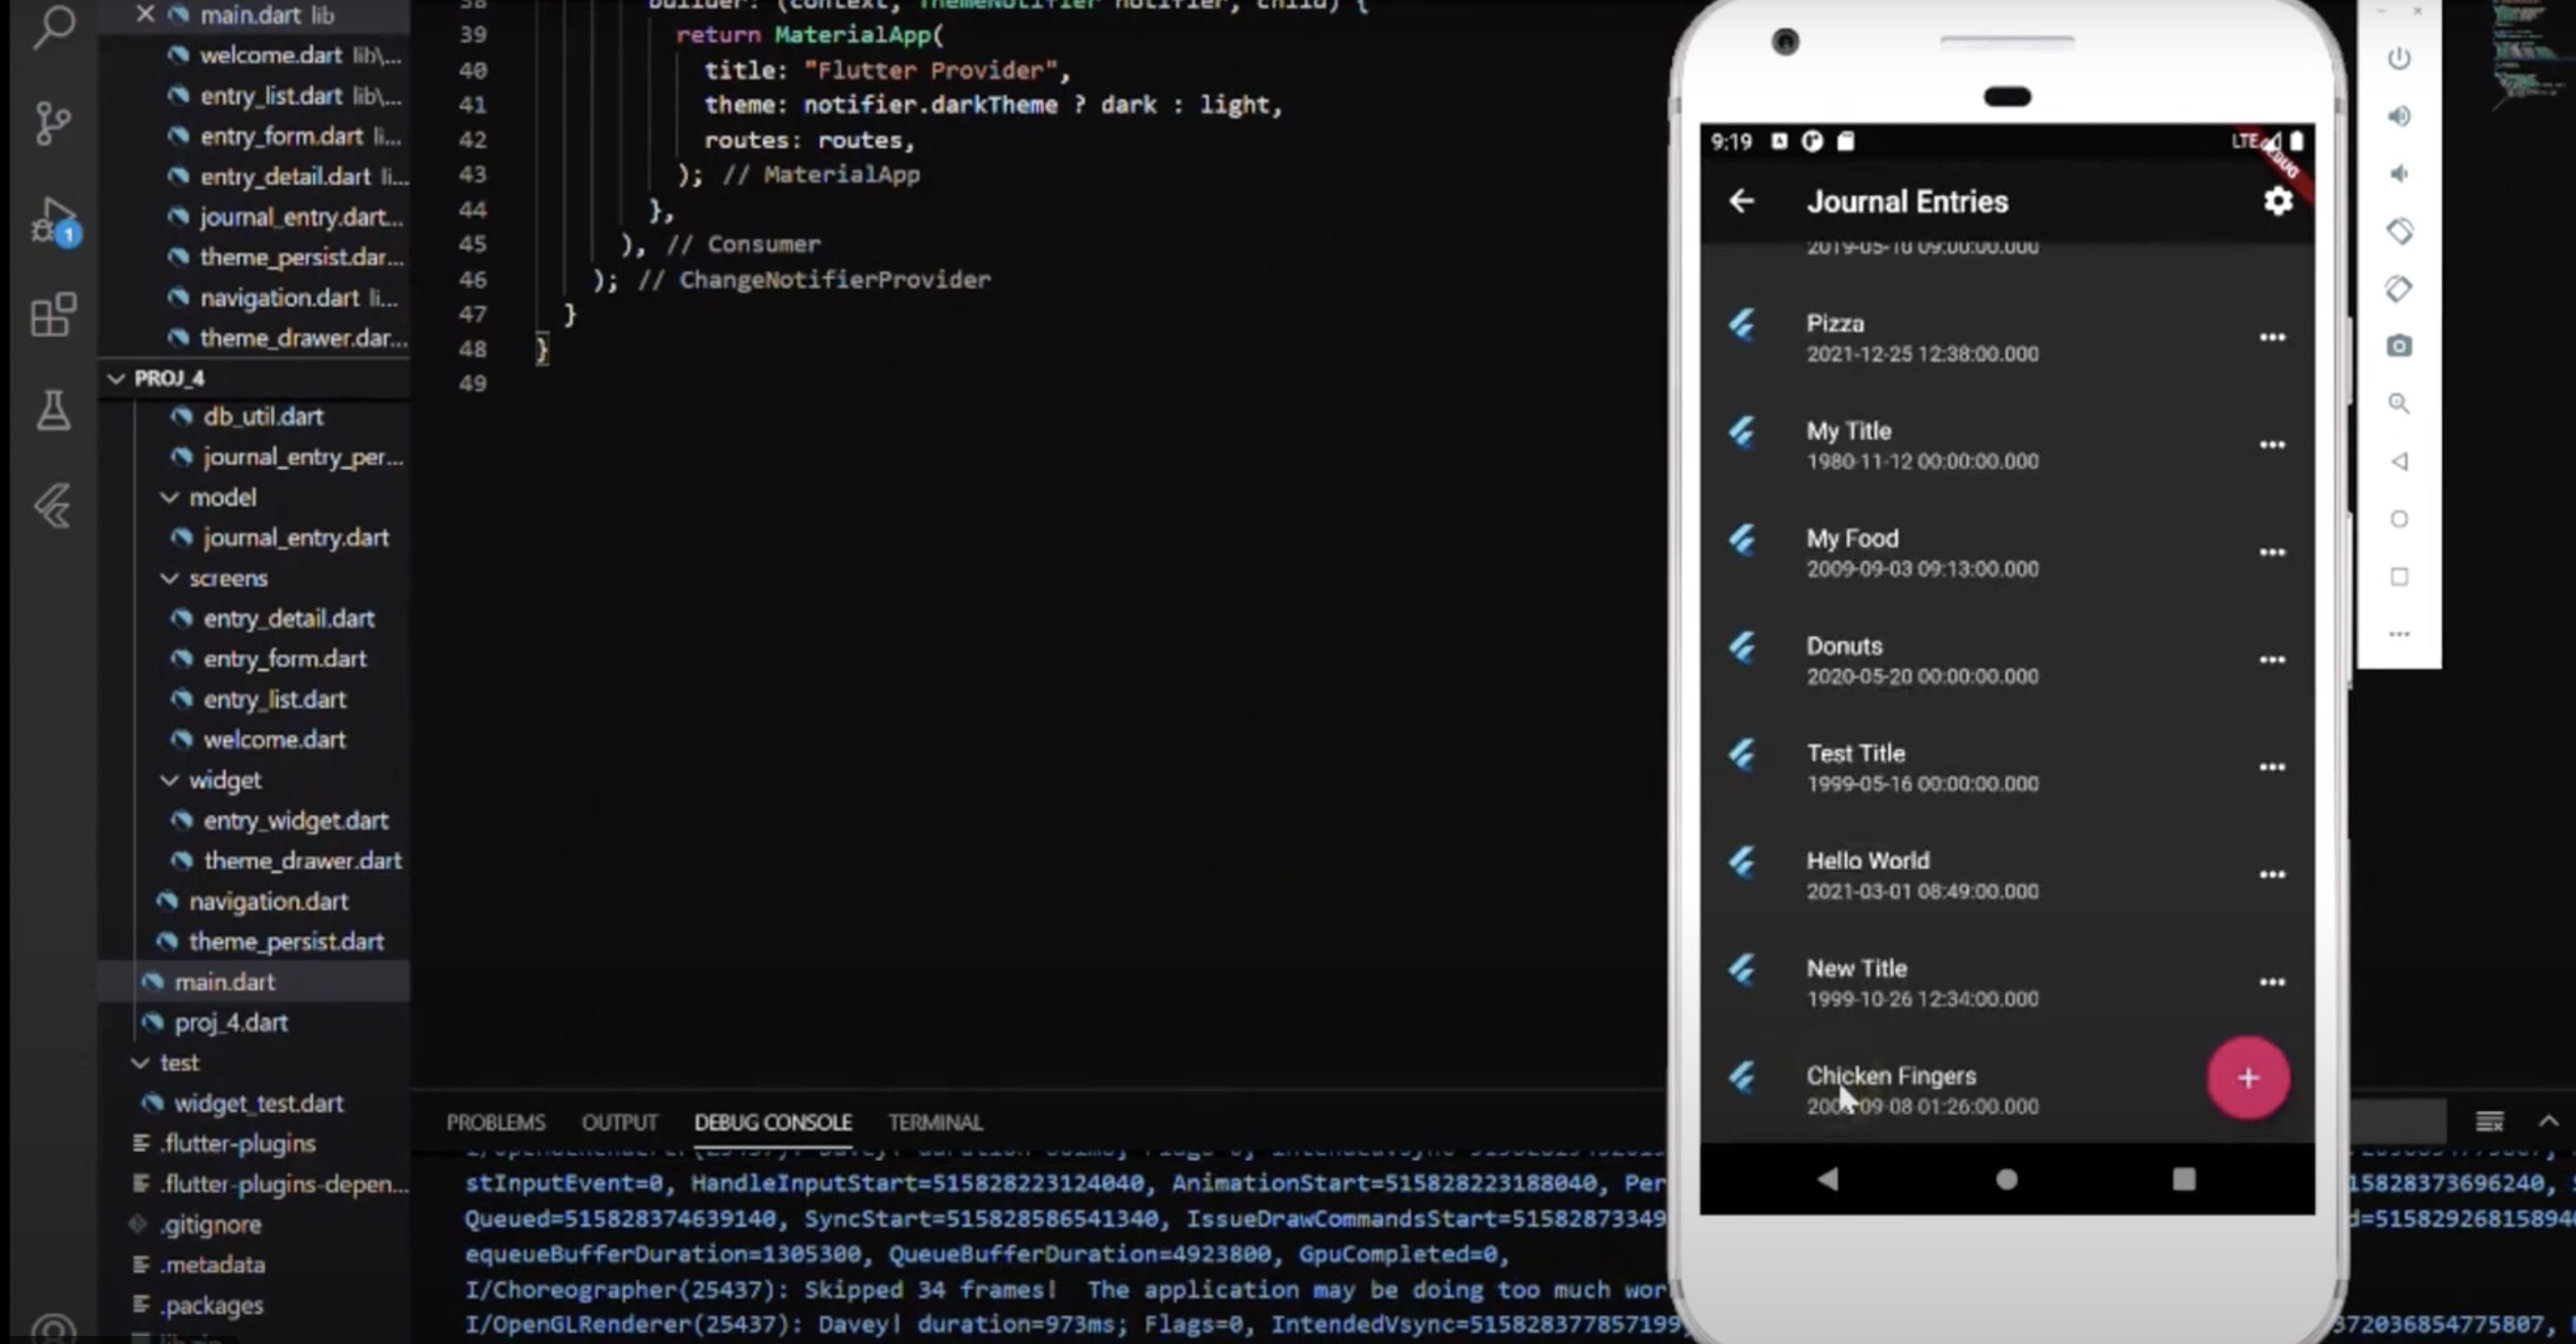 main.dart lib
welcome.dart lib\...
entry_list.dart lib\...
entry_form.dart li...
entry_detail.dart li...
journal_entry.dart...
theme_persist.dar...
navigation.dart li...
theme_drawer.dar...
PROJ_4
db_util.dart
journal_entry_per...
model
journal_entry.dart
screens
entry_detail.dart
entry_form.dart
entry_list.dart
welcome.dart
widget
entry_widget.dart
theme_drawer.dart
navigation.dart
theme_persist.dart
main.dart
proj_4.dart
test
widget_test.dart
.flutter-plugins
.flutter-plugins-depen...
.gitignore
.metadata
.packages
1
38 builder: (context, ThemeNotifier notifier, child) {
39 return MaterialApp(
40 title: "Flutter Provider",
41 theme: notifier.darkTheme ? dark : light,
42 routes: routes,
43 ); // MaterialApp
44 },
45 ), // Consumer
46 ); // ChangeNotifierProvider
47 }
48 }
49
PROBLEMS OUTPUT DEBUG CONSOLE TERMINAL
stInputEvent=0, HandleInputStart=515828223124040, AnimationStart=515828223188040, Per
15828373696240,
Queued=515828374639140, SyncStart=515828586541340, IssueDrawCommandsStart=51582873349
equeueBufferDuration=1305300, QueueBufferDuration=4923800, GpuCompleted=0,
I/Choreographer(25437): Skipped 34 frames! The application may be doing too much wor
I/OpenGLRenderer(25437): Davey! duration=973ms; Flags=0, IntendedVsync=515828377857199,
372036854775807,
9:19 LTE
DEBUG
Journal Entries
2019-05-10 09:00:00.000
Pizza
2021-12-25 12:38:00.000
My Title
1980-11-12 00:00:00.000
My Food
2009-09-03 09:13:00.000
Donuts
2020-05-20 00:00:00.000
Test Title
1999-05-16 00:00:00.000
Hello World
2021-03-01 08:49:00.000
New Title
1999-10-26 12:34:00.000
Chicken Fingers
09-08 01:26:00.000